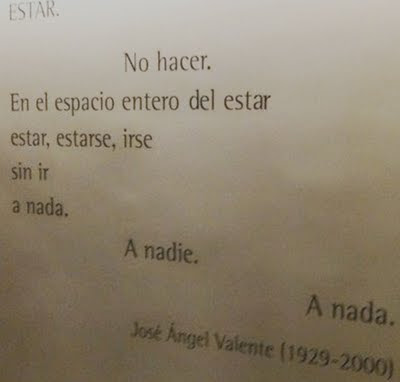 ESTAR.
No hacer.
En el espacio entero del estar
estar, estarse, irse
sin ir
a nada.
A nadie.
A nada.
José Ángel Valente (1929-2000)